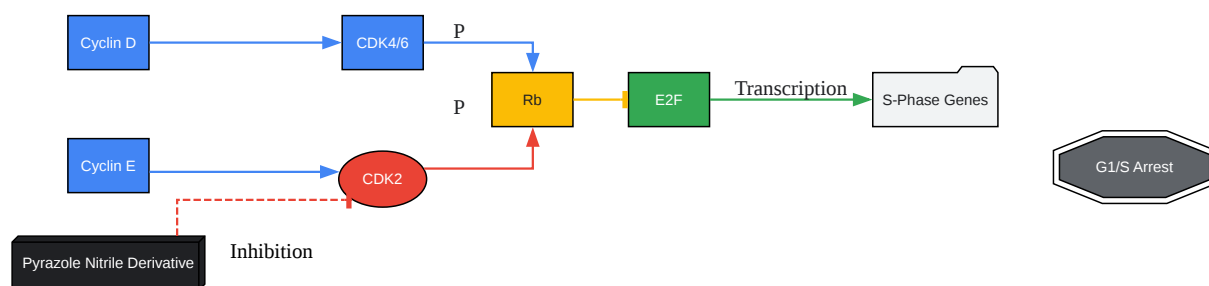 Cyclin D
CDK4/6
P
Rb
E2F
Transcription
S-Phase Genes
P
Cyclin E
CDK2
G1/S Arrest
Inhibition
Pyrazole Nitrile Derivative